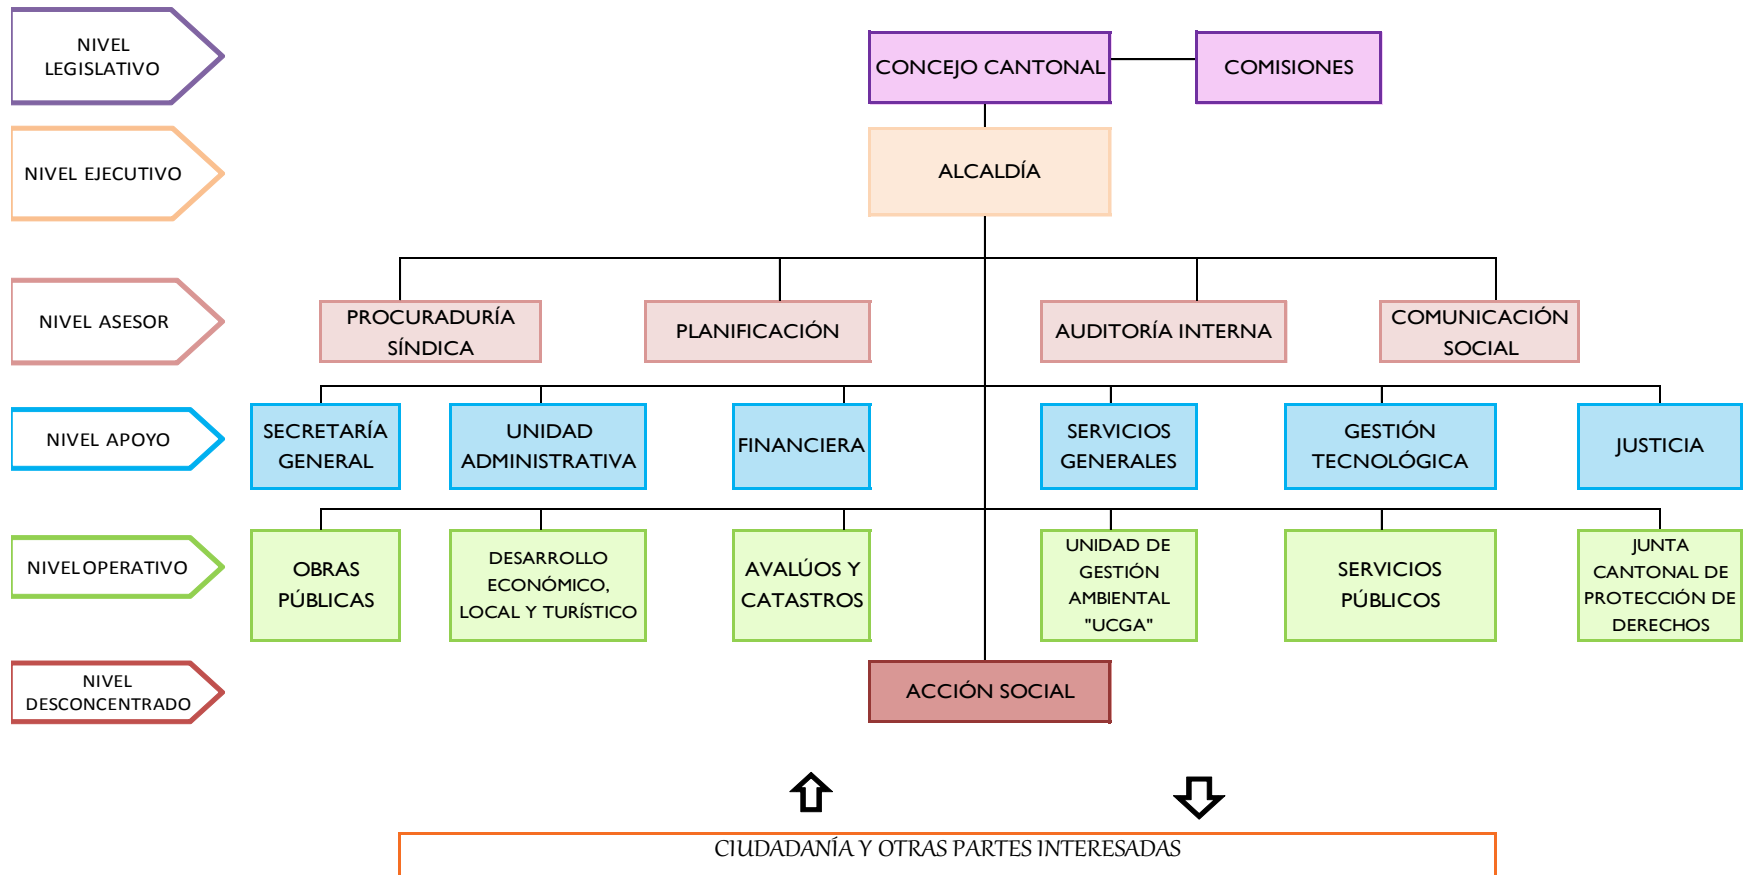 NIVEL
LEGISLATIVO
CONCEJO CANTONAL
COMISIONES
NIVEL EJECUTIVO
ALCALDÍA
NIVEL ASESOR
PROCURADURÍA
SÍNDICA
PLANIFICACIÓN
AUDITORÍA INTERNA
COMUNICACIÓN
SOCIAL
NIVEL APOYO
SECRETARÍA
GENERAL
UNIDAD
ADMINISTRATIVA
FINANCIERA
SERVICIOS
GENERALES
GESTIÓN
TECNOLÓGICA
JUSTICIA
NIVEL OPERATIVO
OBRAS
PÚBLICAS
DESARROLLO
ECONÓMICO,
LOCAL Y TURÍSTICO
AVALÚOS Y
CATASTROS
UNIDAD DE
GESTIÓN
AMBIENTAL
"UCGA"
SERVICIOS
PÚBLICOS
JUNTA
CANTONAL DE
PROTECCIÓN DE
DERECHOS
NIVEL
DESCONCENTRADO
ACCIÓN SOCIAL
CIUDADANÍA Y OTRAS PARTES INTERESADAS